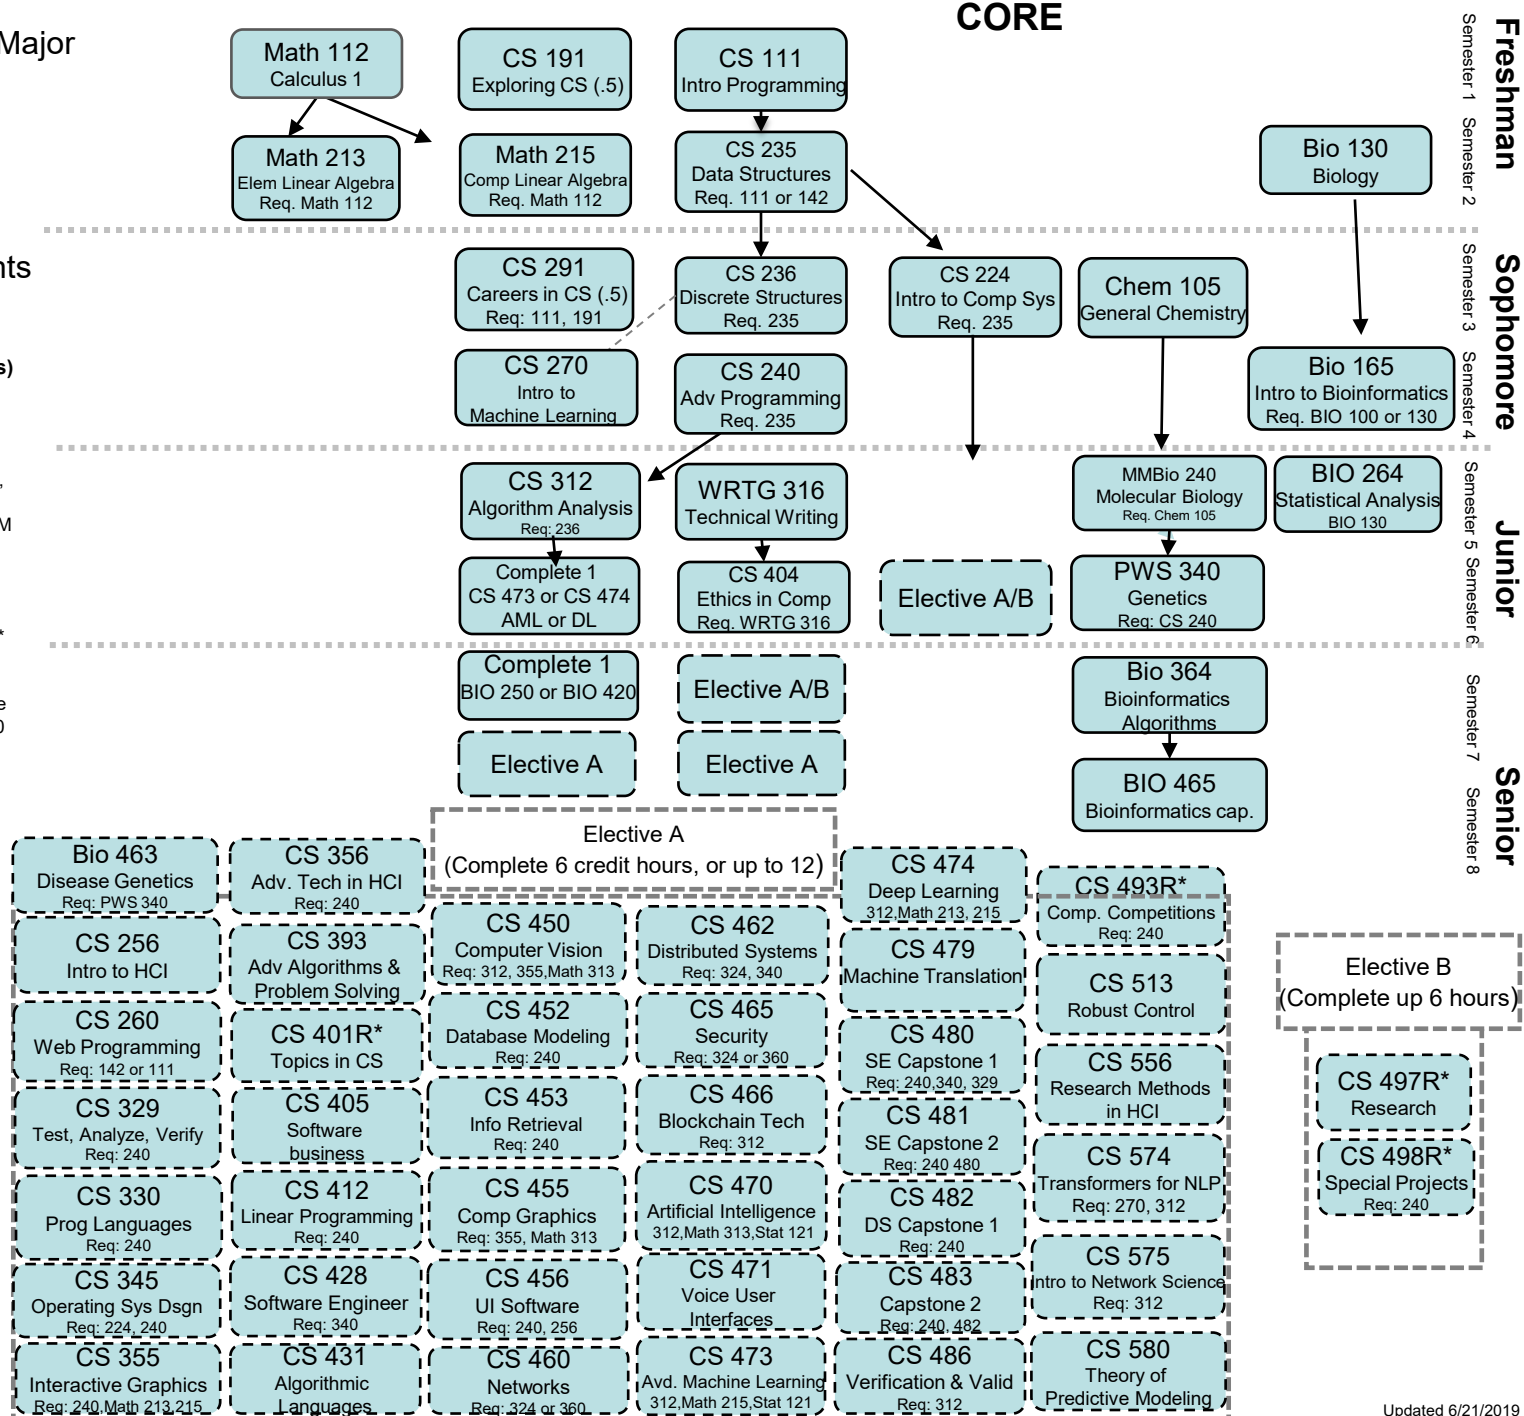 CORE
Major
Math 112
Calculus 1
CS 191
Exploring CS (.5)
CS 111
Intro Programming
Semester 1
Freshman
Math 213
Elem Linear Algebra
Req. Math 112
Math 215
Comp Linear Algebra
Req. Math 112
CS 235
Data Structures
Req. 111 or 142
Bio 130
Biology
Semester 2
nts
CS 291
Careers in CS (.5)
Req: 111, 191
CS 236
Discrete Structures
Req. 235
CS 224
Intro to Comp Sys
Req. 235
Chem 105
General Chemistry
Semester 3
Sophomore
s)
CS 270
Intro to
Machine Learning
CS 240
Adv Programming
Req. 235
Bio 165
Intro to Bioinformatics
Req. BIO 100 or 130
Semester 4
,
M
CS 312
Algorithm Analysis
Req: 236
WRTG 316
Technical Writing
MMBio 240
Molecular Biology
Req. Chem 105
BIO 264
Statistical Analysis
BIO 130
Semester 5
Junior
Complete 1
CS 473 or CS 474
AML or DL
CS 404
Ethics in Comp
Req. WRTG 316
Elective A/B
PWS 340
Genetics
Req: CS 240
Semester 6
*
e
0
Complete 1
BIO 250 or BIO 420
Elective A/B
Bio 364
Bioinformatics
Algorithms
Semester 7
Senior
Elective A
Elective A
BIO 465
Bioinformatics cap.
Semester 8
Elective A
(Complete 6 credit hours, or up to 12)
Bio 463
Disease Genetics
Req: PWS 340
CS 256
Intro to HCI
CS 260
Web Programming
Req: 142 or 111
CS 329
Test, Analyze, Verify
Req: 240
CS 330
Prog Languages
Req: 240
CS 345
Operating Sys Dsgn
Req: 224, 240
CS 355
Interactive Graphics
Req: 240,Math 213,215
CS 356
Adv. Tech in HCI
Req: 240
CS 393
Adv Algorithms &
Problem Solving
CS 401R*
Topics in CS
CS 405
Software
business
CS 412
Linear Programming
Req: 240
CS 428
Software Engineer
Req: 340
CS 431
Algorithmic
Languages
CS 450
Computer Vision
Req: 312, 355,Math 313
CS 452
Database Modeling
Req: 240
CS 453
Info Retrieval
Req: 240
CS 455
Comp Graphics
Req: 355, Math 313
CS 456
UI Software
Req: 240, 256
CS 460
Networks
Req: 324 or 360
CS 462
Distributed Systems
Req: 324, 340
CS 465
Security
Req: 324 or 360
CS 466
Blockchain Tech
Req: 312
CS 470
Artificial Intelligence
312,Math 313,Stat 121
CS 471
Voice User
Interfaces
CS 473
Avd. Machine Learning
312,Math 215,Stat 121
CS 474
Deep Learning
312,Math 213, 215
CS 479
Machine Translation
CS 480
SE Capstone 1
Req: 240,340, 329
CS 481
SE Capstone 2
Req: 240 480
CS 482
DS Capstone 1
Req: 240
CS 483
Capstone 2
Req: 240, 482
CS 486
Verification & Valid
Req: 312
CS 493R*
Comp. Competitions
Req: 240
CS 513
Robust Control
CS 556
Research Methods
in HCI
CS 574
Transformers for NLP
Req: 270, 312
CS 575
Intro to Network Science
Req: 312
CS 580
Theory of
Predictive Modeling
Elective B
(Complete up 6 hours)
CS 497R*
Research
CS 498R*
Special Projects
Req: 240
Updated 6/21/2019